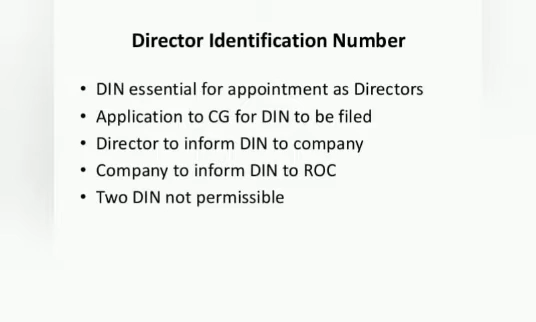 Director Identification Number
• DIN essential for appointment as Directors
• Application to CG for DIN to be filed
• Director to inform DIN to company
• Company to inform DIN to ROC
• Two DIN not permissible